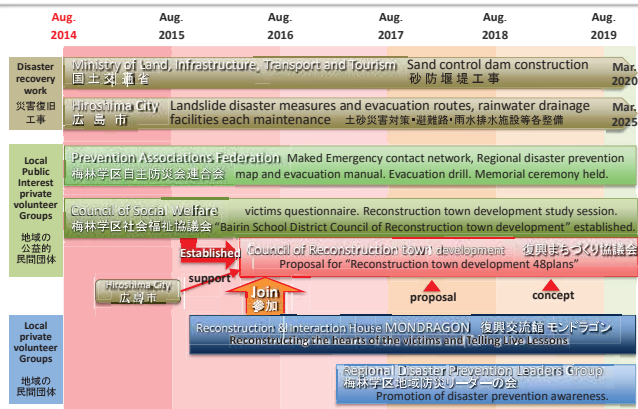 Aug. 2014
Aug. 2015
Aug. 2016
Aug. 2017
Aug. 2018
Aug. 2019
Disaster recovery work
災害復旧工事
Ministry of Land, Infrastructure, Transport and Tourism Sand control dam construction
国土交通省 砂防堰堤工事
Mar. 2020
Hiroshima City Landslide disaster measures and evacuation routes, rainwater drainage
広島市 facilities each maintenance 土砂災害対策・避難路・雨水排水施設等各整備
Mar. 2025
Local Public Interest private volunteer Groups
地域の公益的民間団体
Prevention Associations Federation Maked Emergency contact network, Regional disaster prevention
梅林学区自主防災会連合会 map and evacuation manual. Evacuation drill. Memorial ceremony held.
Council of Social Welfare victims questionnaire. Reconstruction town development study session.
梅林学区社会福祉協議会 “Bairin School District Council of Reconstruction town development” established.
Established
Council of Reconstruction town development 復興まちづくり協議会
Proposal for “Reconstruction town development 48plans”
support
Hiroshima City
広島市
Join
参加
proposal
concept
Local private volunteer Groups
地域の民間団体
Reconstruction & Interaction House MONDRAGON 復興交流館 モンドラゴン
Reconstructing the hearts of the victims and Telling Live Lessons
Regional Disaster Prevention Leaders Group
梅林学区地域防災リーダーの会
Promotion of disaster prevention awareness.